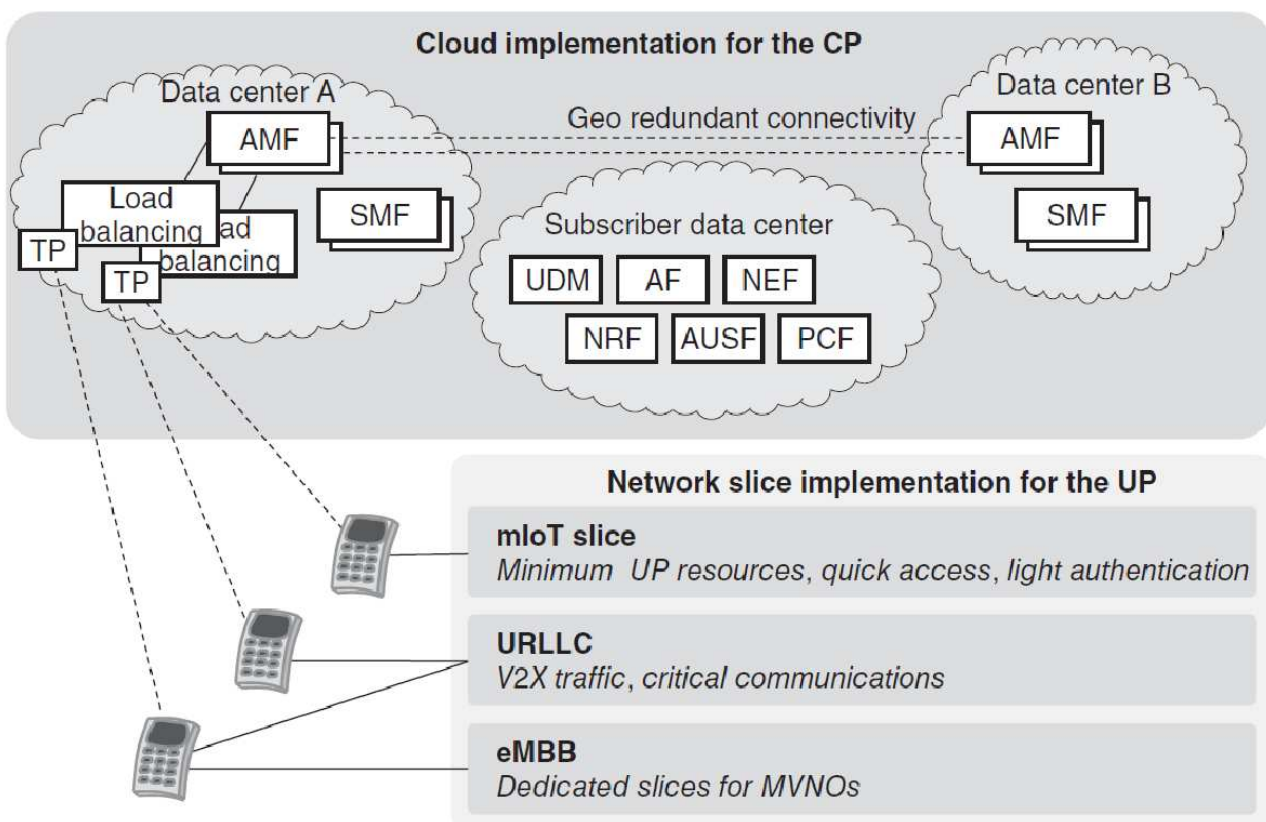 Cloud implementation for the CP
Data center A
AMF
Load
balancing
ad
balancing
TP
TP
SMF
Geo redundant connectivity
Data center B
AMF
SMF
Subscriber data center
UDM
AF
NEF
NRF
AUSF
PCF
Network slice implementation for the UP
mIoT slice
Minimum UP resources, quick access, light authentication
URLLC
V2X traffic, critical communications
eMBB
Dedicated slices for MVNOs